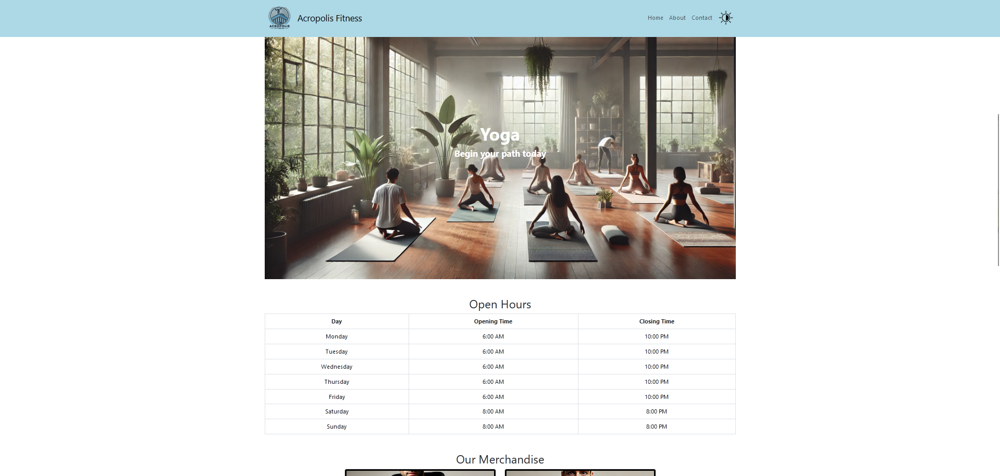 ACROPOLIS
FITNESS
Acropolis Fitness
Home About Contact
Yoga
Begin your path today
Open Hours
Day Opening Time Closing Time
Monday 6:00 AM 10:00 PM
Tuesday 6:00 AM 10:00 PM
Wednesday 6:00 AM 10:00 PM
Thursday 6:00 AM 10:00 PM
Friday 6:00 AM 10:00 PM
Saturday 8:00 AM 8:00 PM
Sunday 8:00 AM 8:00 PM
Our Merchandise